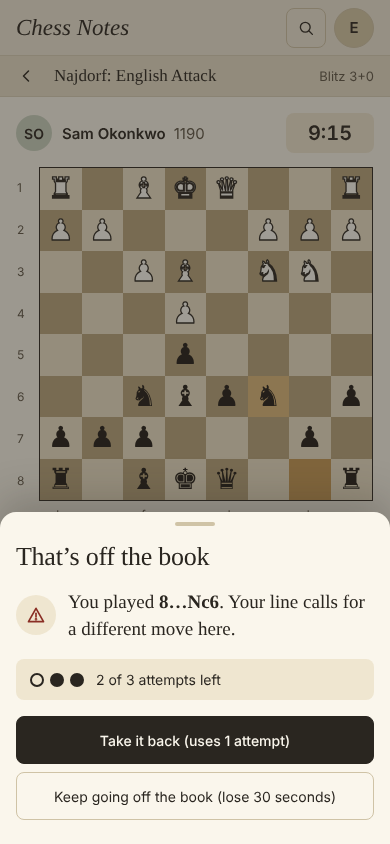 Chess Notes
E
Najdorf: English Attack
Blitz 3+0
SO
Sam Okonkwo 1190
9:15
1
2
3
4
5
6
7
8
That’s off the book
You played 8…Nc6. Your line calls for
a different move here.
2 of 3 attempts left
Take it back (uses 1 attempt)
Keep going off the book (lose 30 seconds)